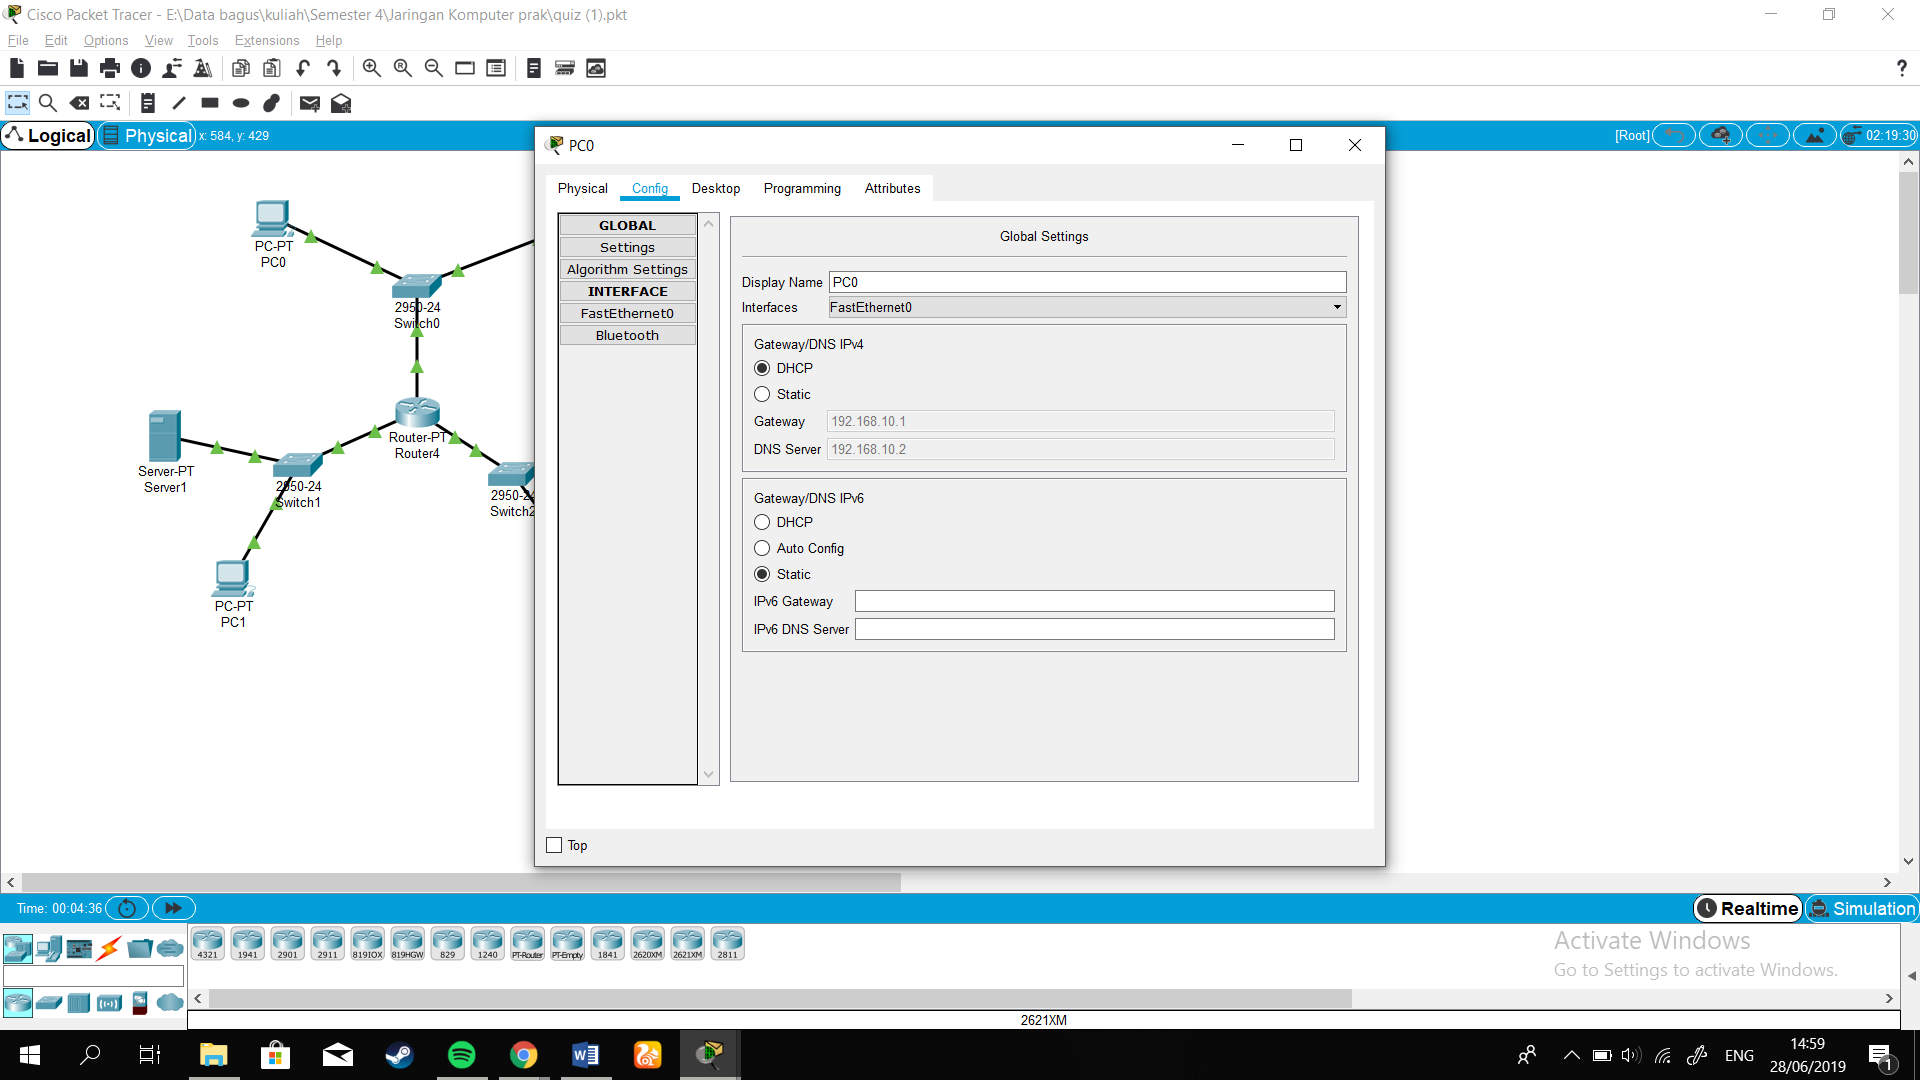 Cisco Packet Tracer - E:\Data bagus\kuliah\Semester 4\Jaringan Komputer prak\quiz (1).pkt
File Edit Options View Tools Extensions Help
?
Logical Physical x: 584, y: 429 [Root] 02:19:30
PC0
Physical Config Desktop Programming Attributes
GLOBAL
Settings
Algorithm Settings
INTERFACE
FastEthernet0
Bluetooth
Global Settings
Display Name PC0
Interfaces FastEthernet0
Gateway/DNS IPv4
DHCP
Static
Gateway 192.168.10.1
DNS Server 192.168.10.2
Gateway/DNS IPv6
DHCP
Auto Config
Static
IPv6 Gateway
IPv6 DNS Server
Top
PC-PT
PC0
2950-24
Switch0
Router-PT
Router4
Server-PT
Server1
2950-24
Switch1
2950-24
Switch2
PC-PT
PC1
Time: 00:04:36 Realtime Simulation
4321 1941 2901 2911 819IOX 819HGW 829 1240 PT-Router PT-Empty 1841 2620XM 2621XM 2811
Activate Windows
Go to Settings to activate Windows.
2621XM
ENG
14:59
28/06/2019
1